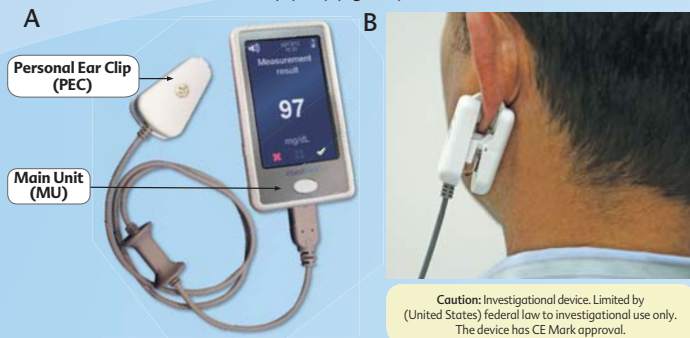 A
B
Personal Ear Clip
(PEC)
Main Unit
(MU)
Measurement
result
97
mg/dL
Caution: Investigational device. Limited by
(United States) federal law to investigational use only.
The device has CE Mark approval.